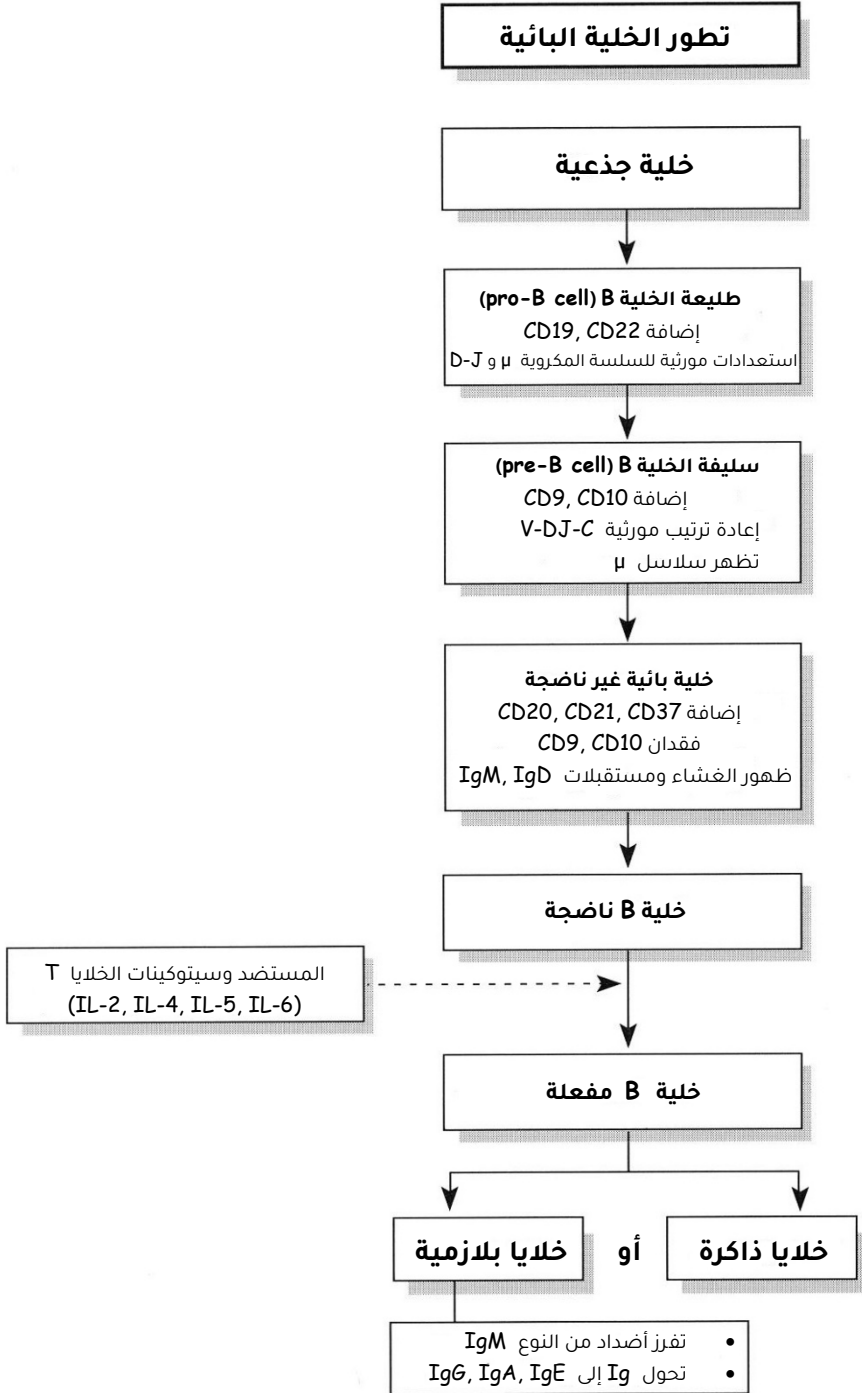 تطور الخلية البائية
خلية جذعية
طليعة الخلية B (pro-B cell)
إضافة CD19, CD22
استعدادات مورثية للسلسة المكروية μ و D-J
سليفة الخلية B (pre-B cell)
إضافة CD9, CD10
إعادة ترتيب مورثية V-DJ-C
تظهر سلاسل μ
خلية بائية غير ناضجة
إضافة CD20, CD21, CD37
فقدان CD9, CD10
ظهور الغشاء ومستقبلات IgM, IgD
خلية B ناضجة
المستضد وسيتوكينات الخلايا T
(IL-2, IL-4, IL-5, IL-6)
خلية B مفعلة
خلايا ذاكرة أو خلايا بلازمية
• تفرز أضداد من النوع IgM
• تحول Ig إلى IgG, IgA, IgE